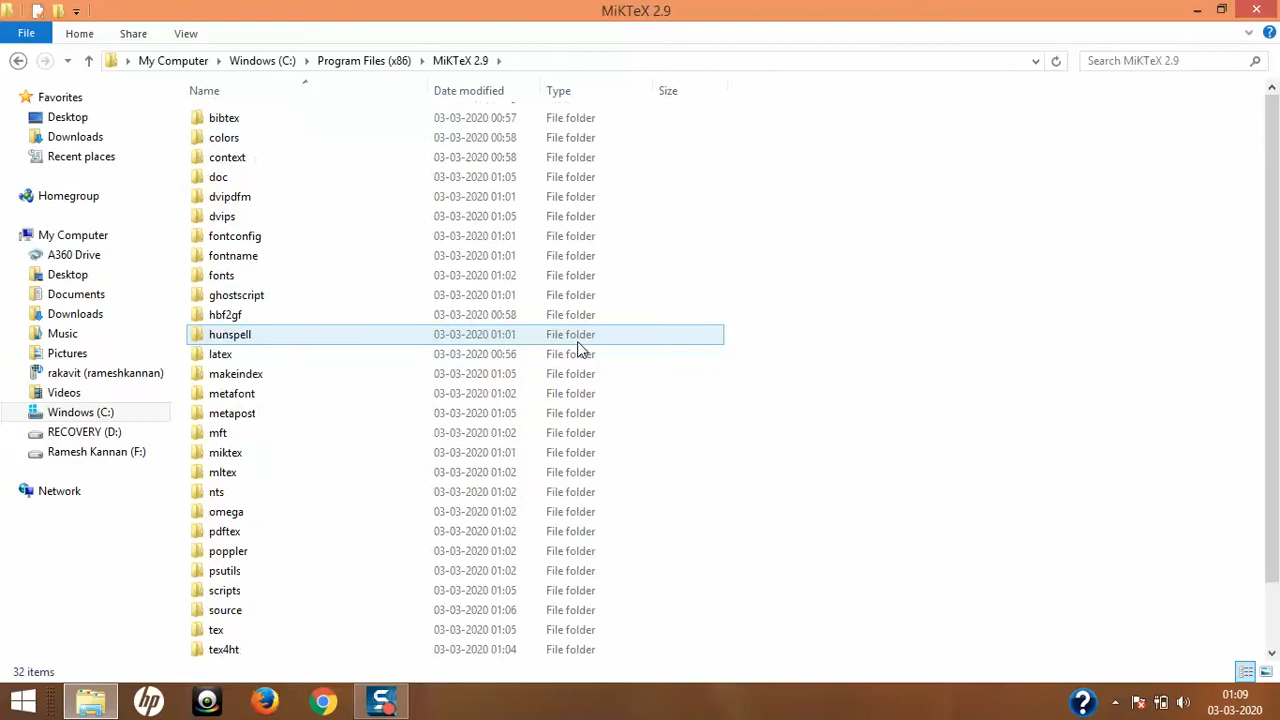 MiKTeX 2.9
File Home Share View
My Computer Windows (C:) Program Files (x86) MiKTeX 2.9 Search MiKTeX 2.9
Name Date modified Type Size
Favorites
Desktop
Downloads
Recent places
Homegroup
My Computer
A360 Drive
Desktop
Documents
Downloads
Music
Pictures
rakavit (rameshkannan)
Videos
Windows (C:)
RECOVERY (D:)
Ramesh Kannan (F:)
Network
bibtex 03-03-2020 00:57 File folder
colors 03-03-2020 00:58 File folder
context 03-03-2020 00:58 File folder
doc 03-03-2020 01:05 File folder
dvipdfm 03-03-2020 01:01 File folder
dvips 03-03-2020 01:05 File folder
fontconfig 03-03-2020 01:01 File folder
fontname 03-03-2020 01:01 File folder
fonts 03-03-2020 01:02 File folder
ghostscript 03-03-2020 01:01 File folder
hbf2gf 03-03-2020 00:58 File folder
hunspell 03-03-2020 01:01 File folder
latex 03-03-2020 00:56 File folder
makeindex 03-03-2020 01:05 File folder
metafont 03-03-2020 01:02 File folder
metapost 03-03-2020 01:05 File folder
mft 03-03-2020 01:02 File folder
miktex 03-03-2020 01:01 File folder
mltex 03-03-2020 01:02 File folder
nts 03-03-2020 01:02 File folder
omega 03-03-2020 01:02 File folder
pdftex 03-03-2020 01:02 File folder
poppler 03-03-2020 01:02 File folder
psutils 03-03-2020 01:02 File folder
scripts 03-03-2020 01:05 File folder
source 03-03-2020 01:06 File folder
tex 03-03-2020 01:05 File folder
tex4ht 03-03-2020 01:04 File folder
32 items
hp
S
01:09
03-03-2020